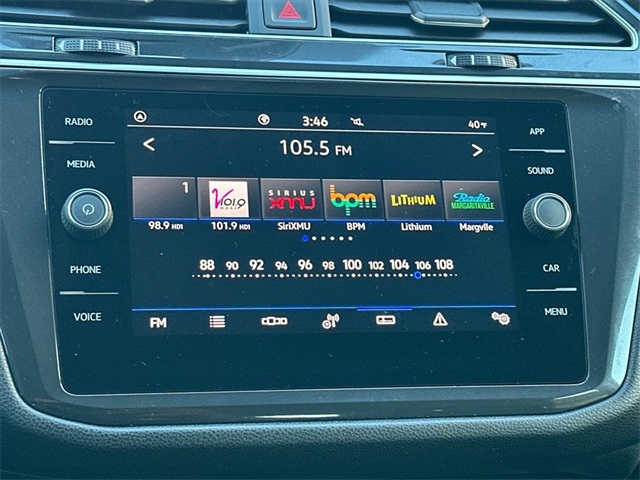 3:46
40°F
RADIO
MEDIA
PHONE
VOICE
APP
SOUND
CAR
MENU
105.5 FM
1
V101.9
SIRIUS
XMU
bpm
LiTHiUM
Radio
MARGARITAVILLE
98.9 HD1
101.9 HD1
SiriXMU
BPM
Lithium
Margvlle
88 90 92 94 96 98 100 102 104 106 108
FM